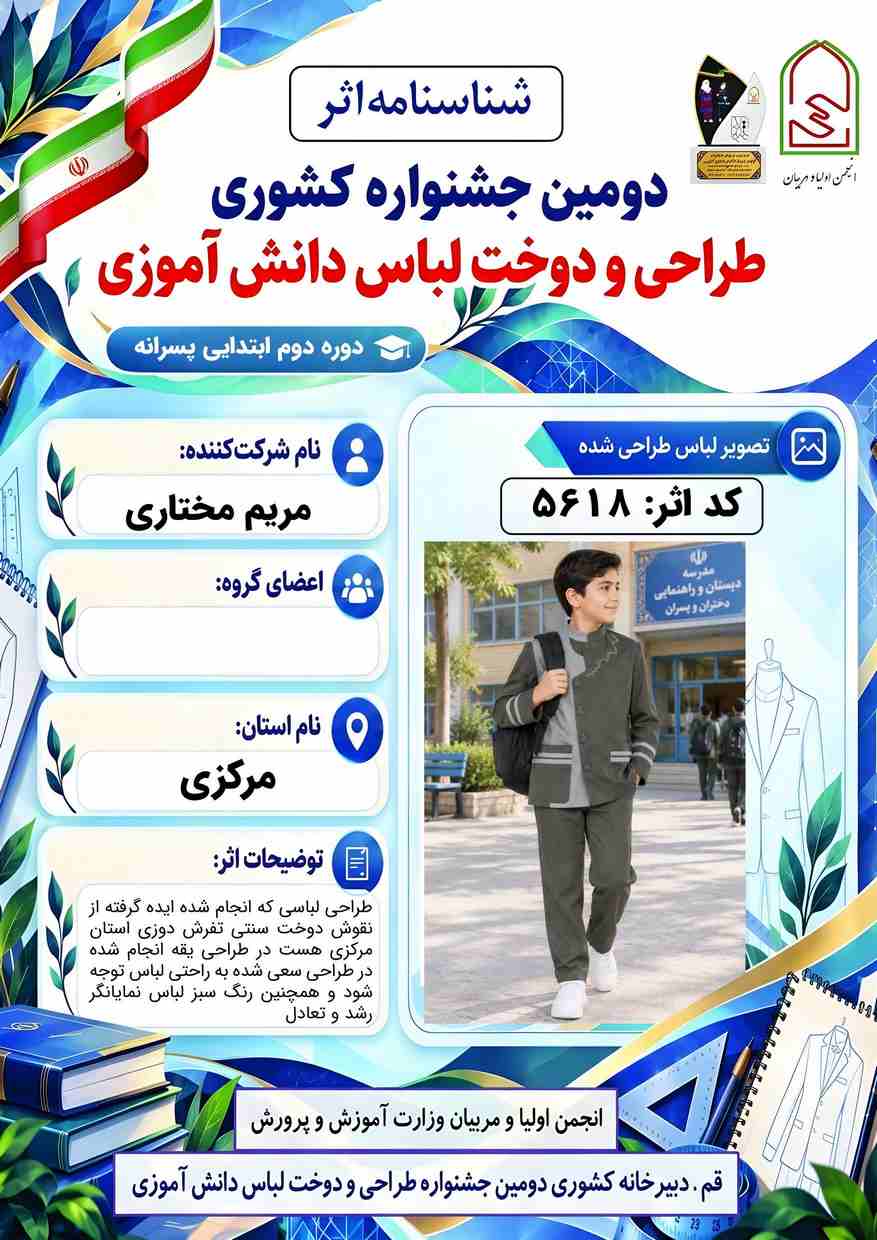 شناسنامه اثر
انجمن اولیا و مربیان
دومین جشنواره کشوری
طراحی و دوخت لباس دانش آموزی
دوره دوم ابتدایی پسرانه
نام شرکت‌کننده:
مریم مختاری
اعضای گروه:
نام استان:
مرکزی
توضیحات اثر:
طراحی لباسی که انجام شده ایده گرفته از
نقوش دوخت سنتی تفرش دوزی استان
مرکزی هست در طراحی یقه انجام شده
در طراحی سعی شده به راحتی لباس توجه
شود و همچنین رنگ سبز لباس نمایانگر
رشد و تعادل
تصویر لباس طراحی شده
کد اثر: ۵۶۱۸
مدرسه
دبستان و راهنمایی
دختران و پسران
انجمن اولیا و مربیان وزارت آموزش و پرورش
قم . دبیرخانه کشوری دومین جشنواره طراحی و دوخت لباس دانش آموزی